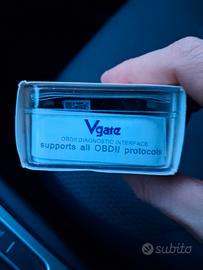 Vgate
OBDII DIAGNOSTIC INTERFACE
supports all OBDII protocols
subito